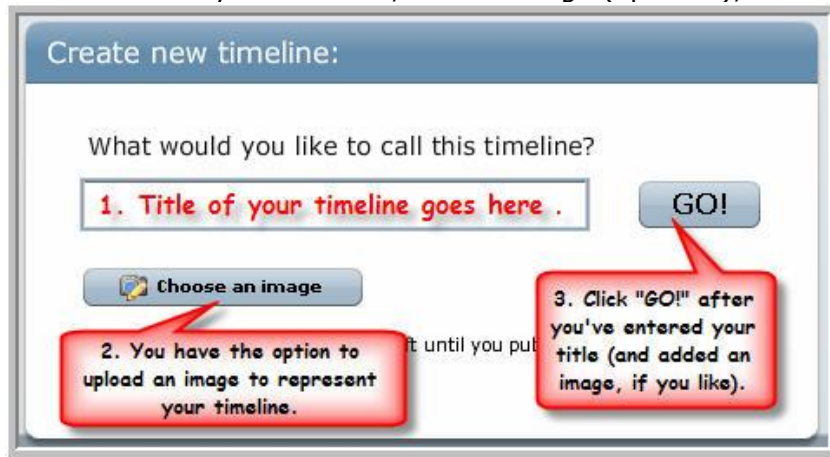 Create new timeline:
What would you like to call this timeline?
1. Title of your timeline goes here .
GO!
Choose an image
2. You have the option to
upload an image to represent
your timeline.
until you pub
3. Click "GO!" after
you've entered your
title (and added an
image, if you like).